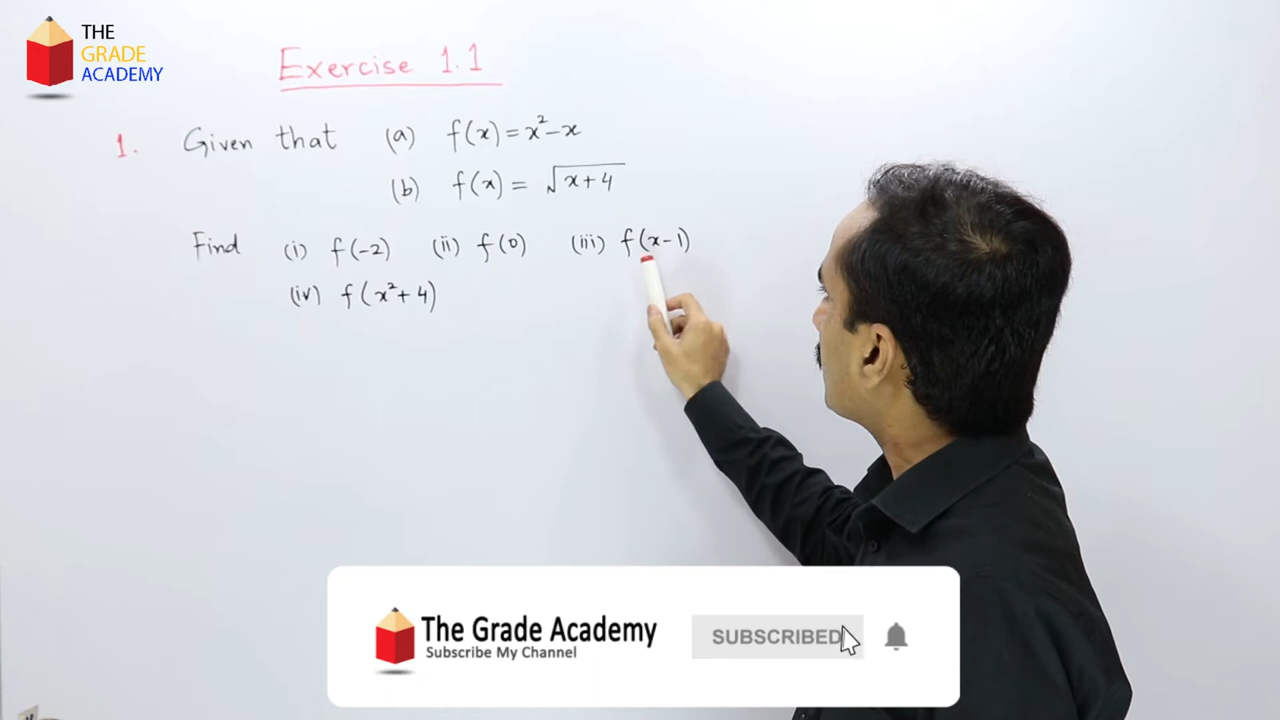 THE
GRADE
ACADEMY
Exercise 1.1
1. Given that (a) f(x) = x² - x
(b) f(x) = √(x+4)
Find (i) f(-2) (ii) f(0) (iii) f(x-1)
(iv) f(x² + 4)
The Grade Academy
Subscribe My Channel
SUBSCRIBED